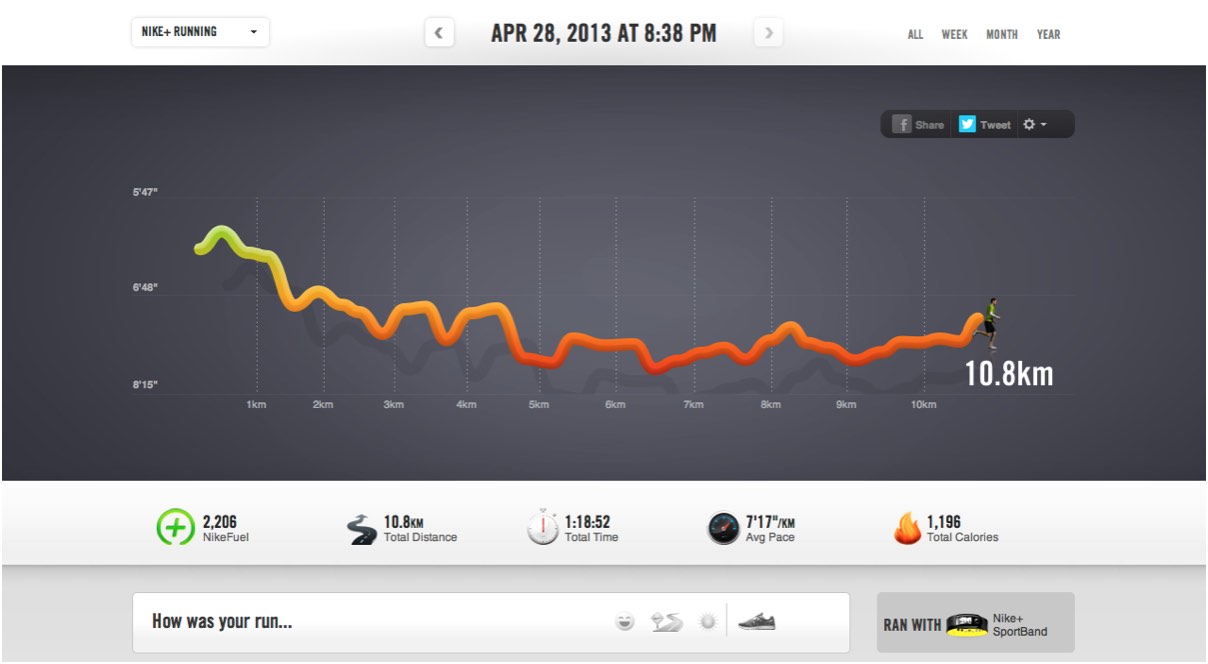 NIKE+ RUNNING
APR 28, 2013 AT 8:38 PM
ALL WEEK MONTH YEAR
Share Tweet
5'47"
6'48"
8'15"
10.8km
1km 2km 3km 4km 5km 6km 7km 8km 9km 10km
2,206
NikeFuel
10.8KM
Total Distance
1:18:52
Total Time
7'17"/KM
Avg Pace
1,196
Total Calories
How was your run...
RAN WITH
Nike+
SportBand